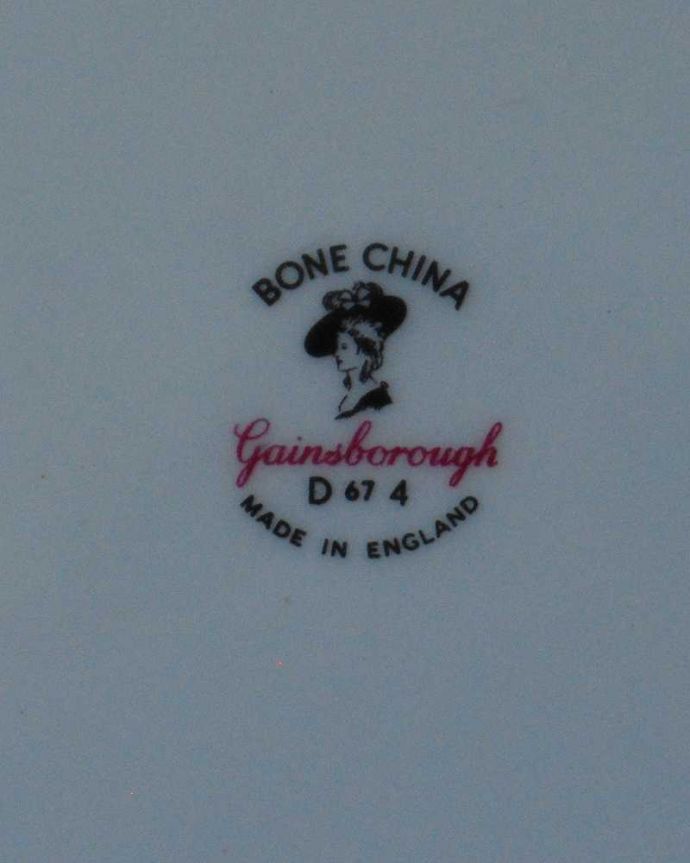 BONE CHINA
Gainsborough
D 67 4
MADE IN ENGLAND